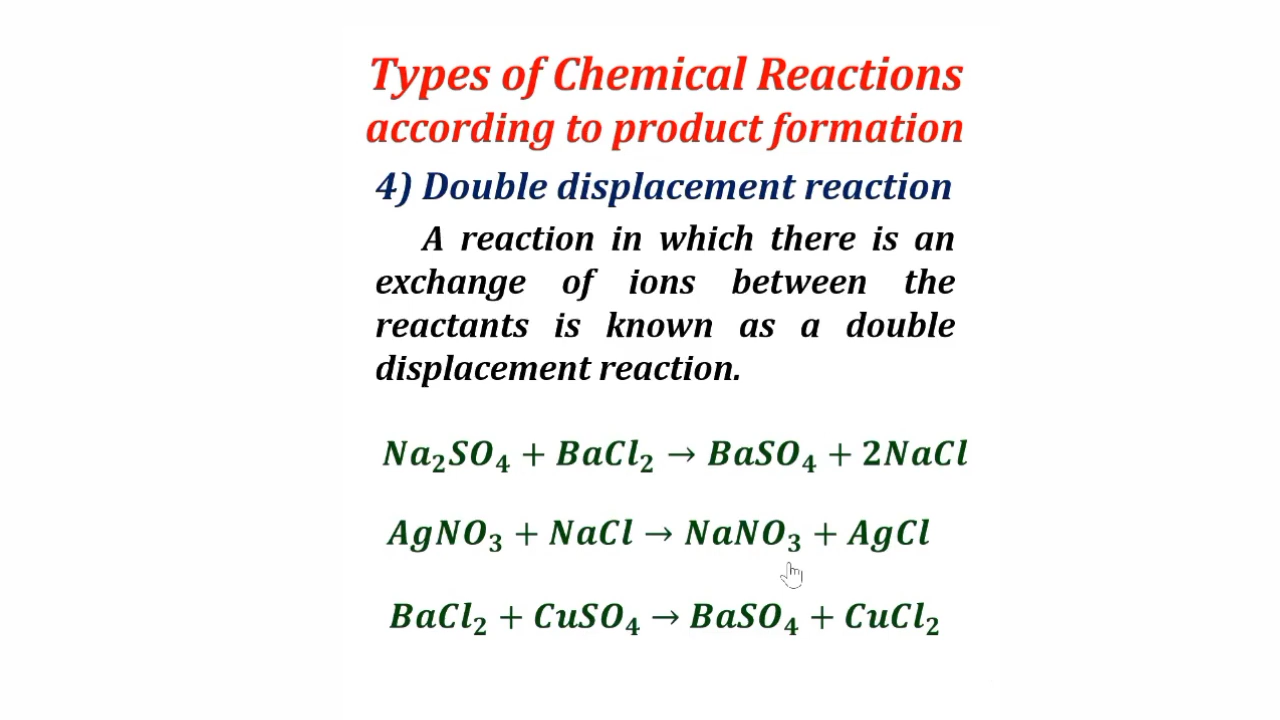 Types of Chemical Reactions
according to product formation
4) Double displacement reaction
A reaction in which there is an
exchange of ions between the
reactants is known as a double
displacement reaction.
Na₂SO₄ + BaCl₂ → BaSO₄ + 2NaCl
AgNO₃ + NaCl → NaNO₃ + AgCl
BaCl₂ + CuSO₄ → BaSO₄ + CuCl₂